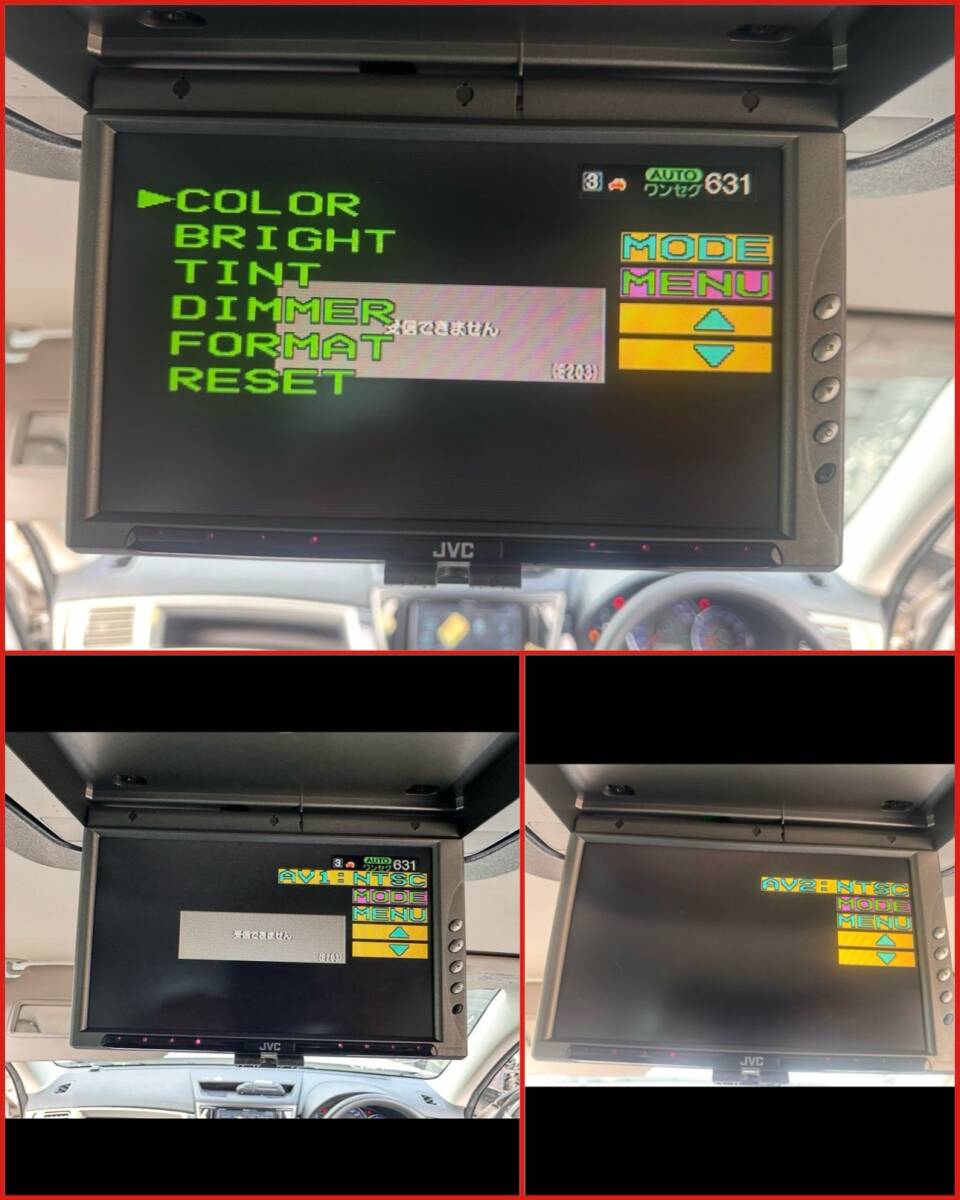 3 AUTO
ワンセグ 631
▶COLOR
BRIGHT
TINT
DIMMER
FORMAT
RESET
MODE
MENU
受信できません
(E203)
JVC
3 AUTO
ワンセグ 631
AV1:NTSC
MODE
MENU
受信できません
(E203)
JVC
AV2:NTSC
MODE
MENU
JVC